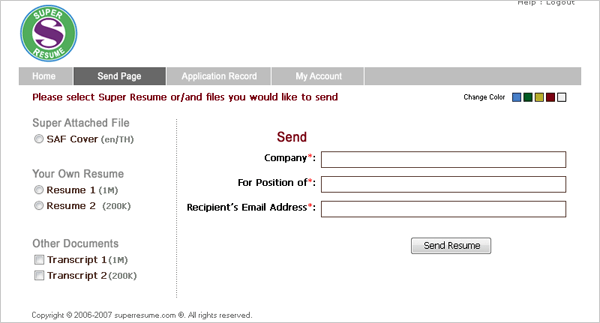 Help : Logout
SUPER
S
RESUME
Home Send Page Application Record My Account
Please select Super Resume or/and files you would like to send
Change Color
Super Attached File
SAF Cover (en/TH)
Your Own Resume
Resume 1 (1M)
Resume 2 (200K)
Other Documents
Transcript 1 (1M)
Transcript 2 (200K)
Send
Company*:
For Position of*:
Recipient's Email Address*:
Send Resume
Copyright © 2006-2007 superresume.com ®. All rights reserved.